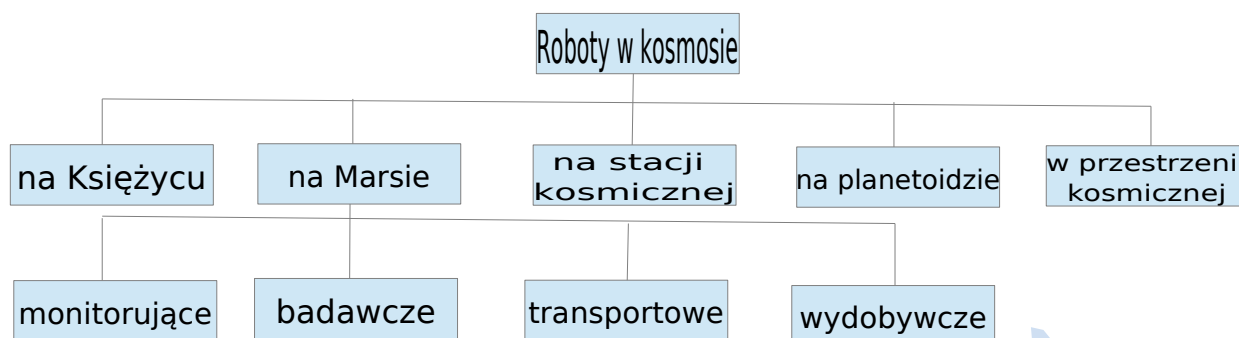 Roboty w kosmosie
na Księżycu
na Marsie
na stacji
kosmicznej
na planetoidzie
w przestrzeni
kosmicznej
monitorujące
badawcze
transportowe
wydobywcze